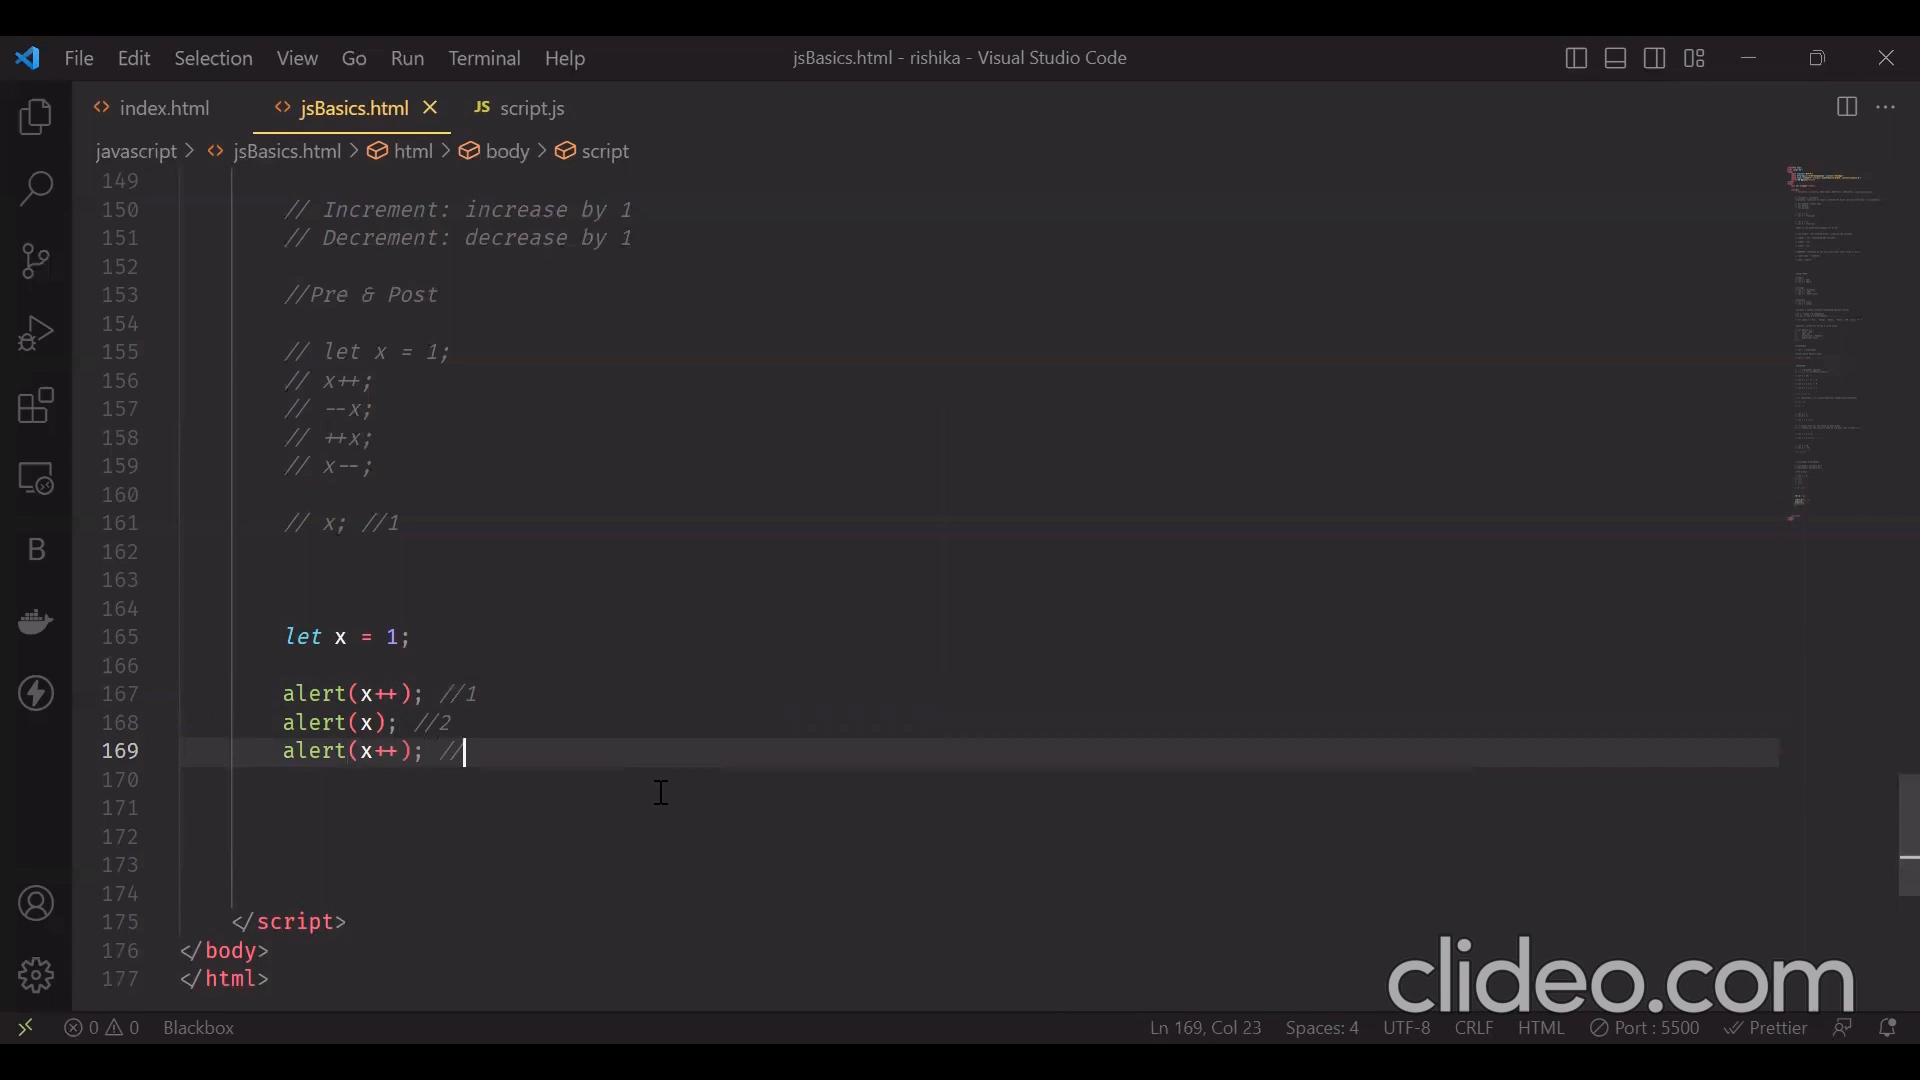 File Edit Selection View Go Run Terminal Help
jsBasics.html - rishika - Visual Studio Code
index.html
jsBasics.html
JS script.js
javascript > jsBasics.html > html > body > script
149
150 // Increment: increase by 1
151 // Decrement: decrease by 1
152
153 //Pre & Post
154
155 // let x = 1;
156 // x++;
157 // --x;
158 // ++x;
159 // x--;
160
161 // x; //1
162
163
164
165 let x = 1;
166
167 alert(x++); //1
168 alert(x); //2
169 alert(x++); //
170
171
172
173
174
175 </script>
176 </body>
177 </html>
B
clideo.com
0 0 Blackbox
Ln 169, Col 23 Spaces: 4 UTF-8 CRLF HTML Port : 5500 Prettier